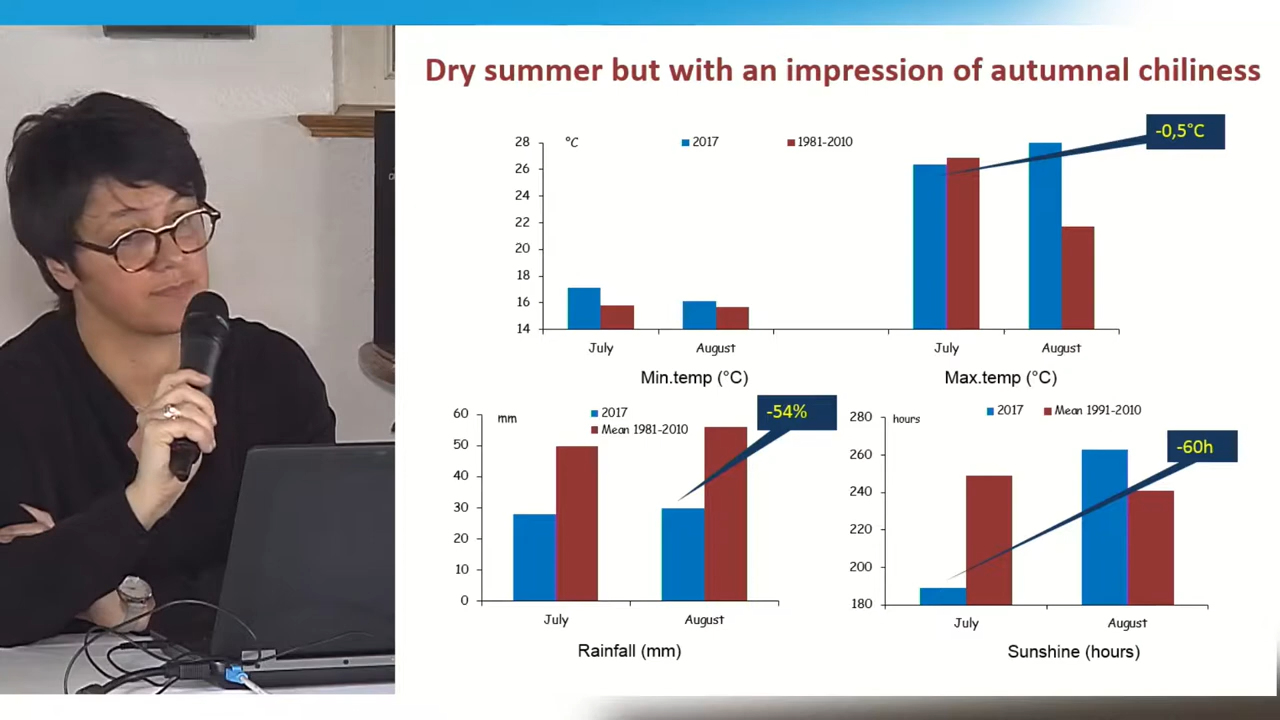 Dry summer but with an impression of autumnal chiliness
-0,5°C
°C
2017
1981-2010
28
26
24
22
20
18
16
14
July
August
July
August
Min.temp (°C)
Max.temp (°C)
60
50
40
30
20
10
0
mm
2017
Mean 1981-2010
-54%
July
August
Rainfall (mm)
280
260
240
220
200
180
hours
2017
Mean 1991-2010
-60h
July
August
Sunshine (hours)